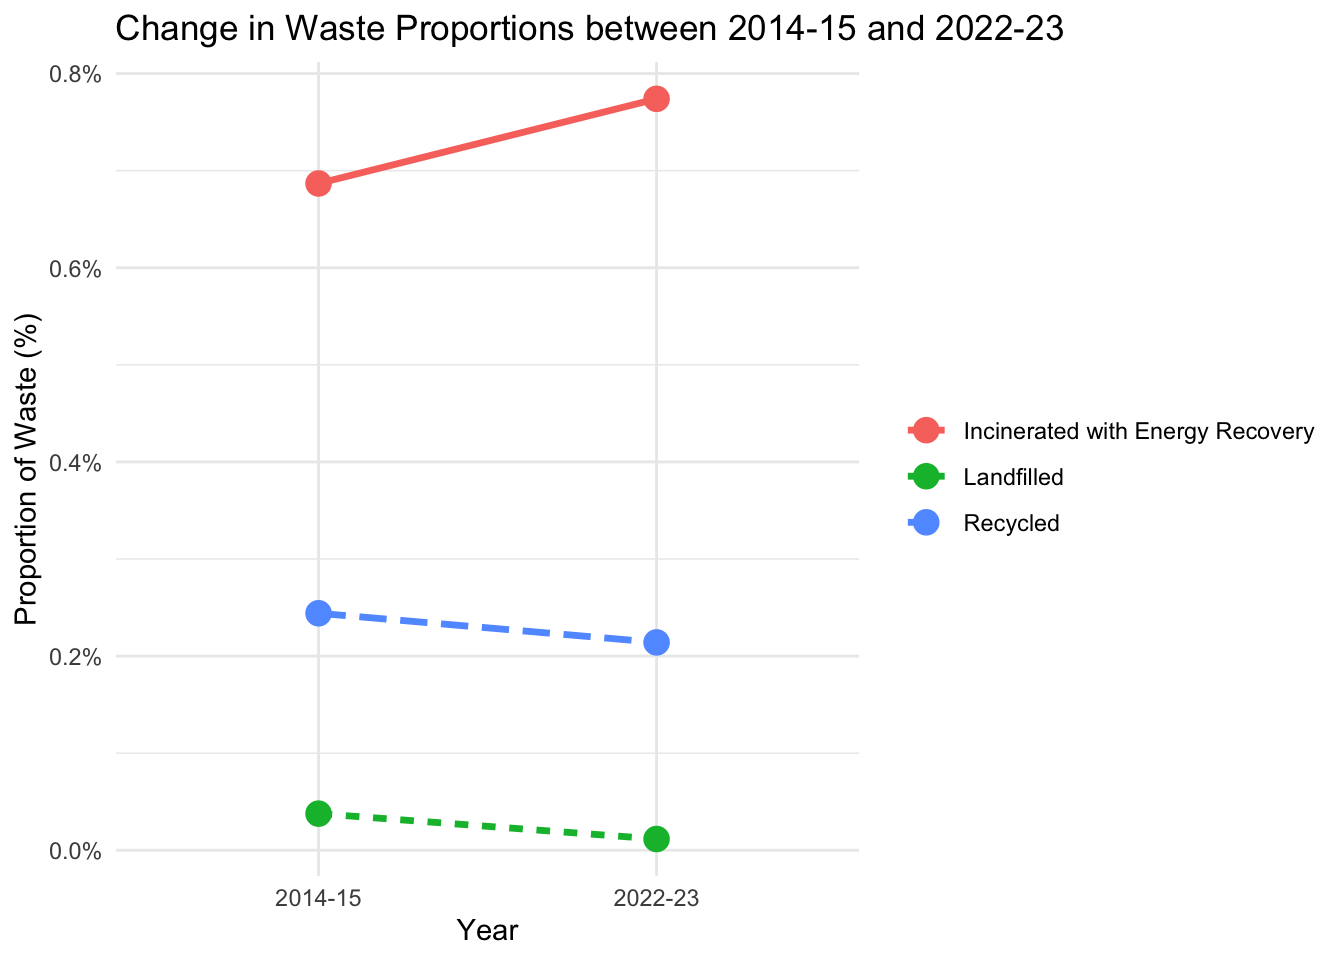 Change in Waste Proportions between 2014-15 and 2022-23
0.8%
0.6%
0.4%
0.2%
0.0%
Proportion of Waste (%)
2014-15
2022-23
Year
Incinerated with Energy Recovery
Landfilled
Recycled